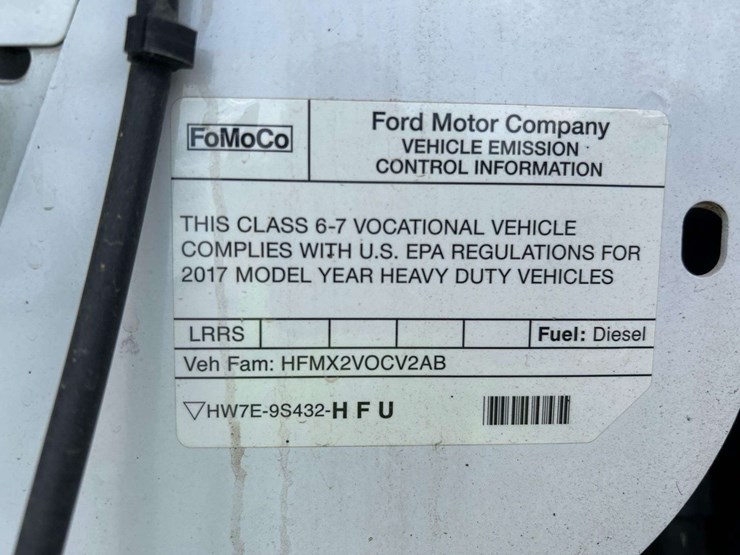 FoMoCo
Ford Motor Company
VEHICLE EMISSION
CONTROL INFORMATION
THIS CLASS 6-7 VOCATIONAL VEHICLE
COMPLIES WITH U.S. EPA REGULATIONS FOR
2017 MODEL YEAR HEAVY DUTY VEHICLES
LRRS Fuel: Diesel
Veh Fam: HFMX2VOCV2AB
▽HW7E-9S432-H F U